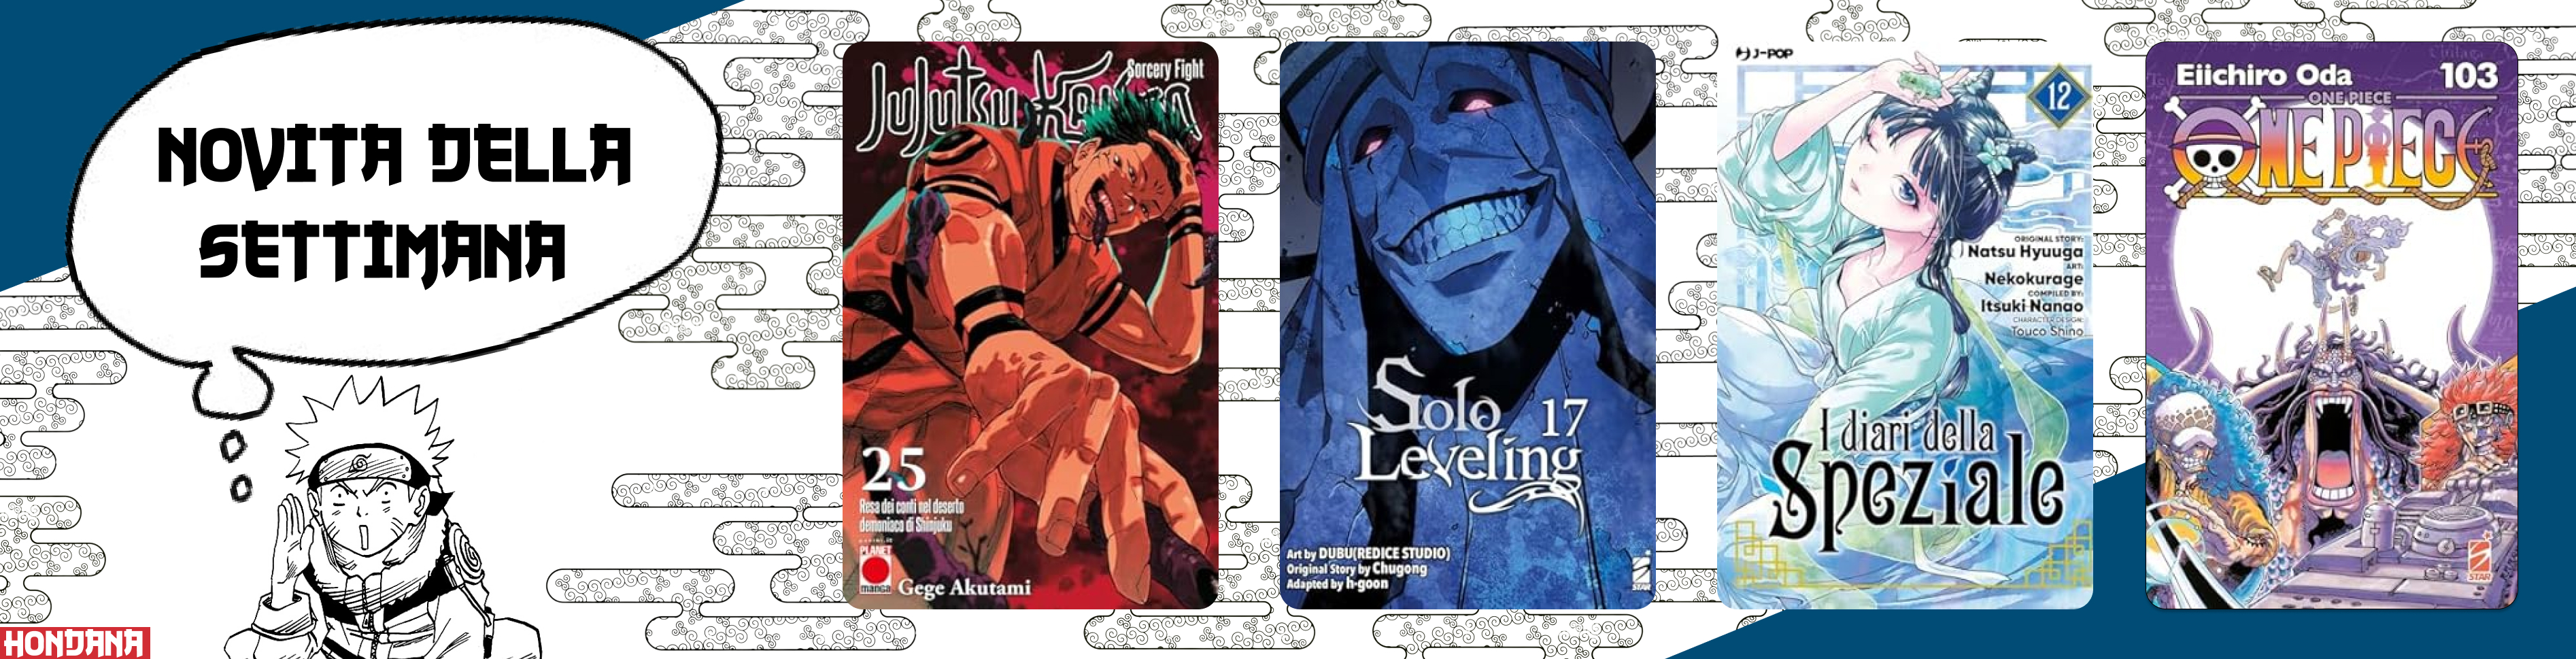 NOVITA DELLA
SETTIMANA
HONDANA
Sorcery Fight
JuJutsu Kaisen
25
Resa dei conti nel deserto
demoniaco di Shinjuku
PLANET
manga
Gege Akutami
Solo 17
Leveling
Art by DUBU(REDICE STUDIO)
Original Story by Chugong
Adapted by h-goon
STAR
J-POP
12
ORIGINAL STORY:
Natsu Hyuuga
ART:
Nekokurage
COMPILED BY:
Itsuki Nanao
CHARACTER DESIGN:
Touco Shino
I diari della
Speziale
Eiichiro Oda 103
ONE PIECE
ONE PIECE
STAR